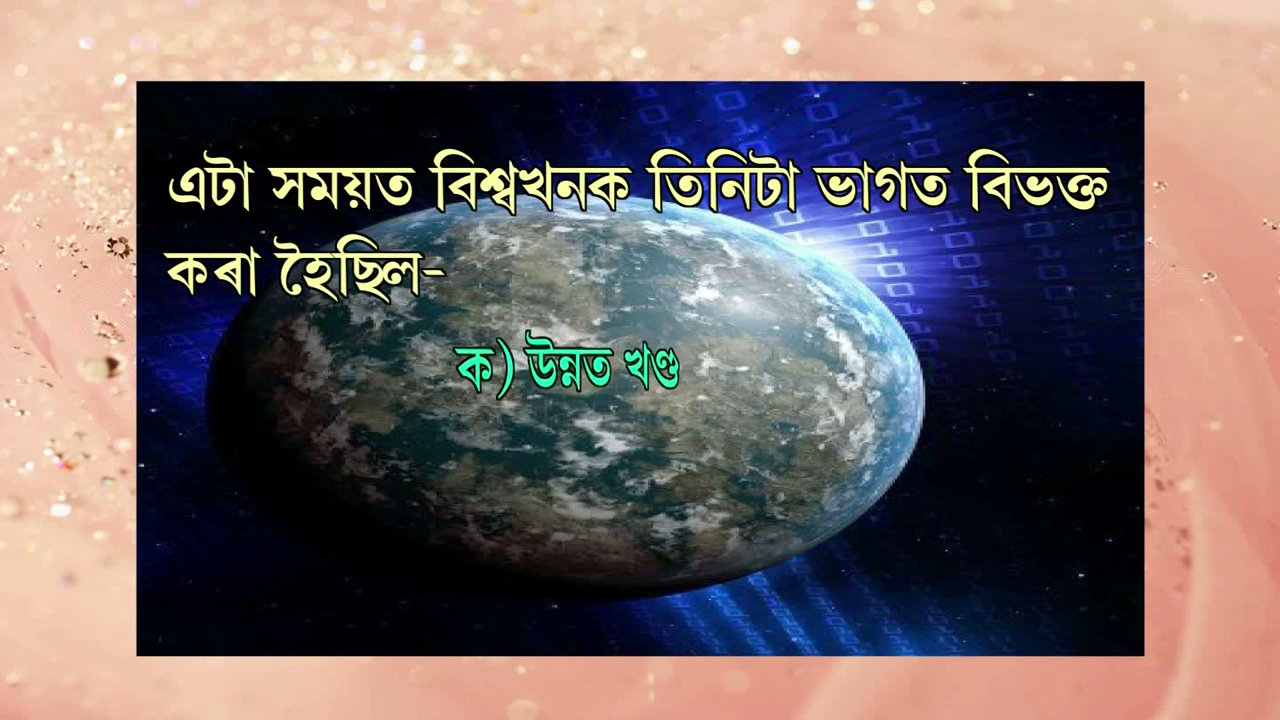 এটা সময়ত বিশ্বখনক তিনিটা ভাগত বিভক্ত
কৰা হৈছিল-
ক) উন্নত খণ্ড